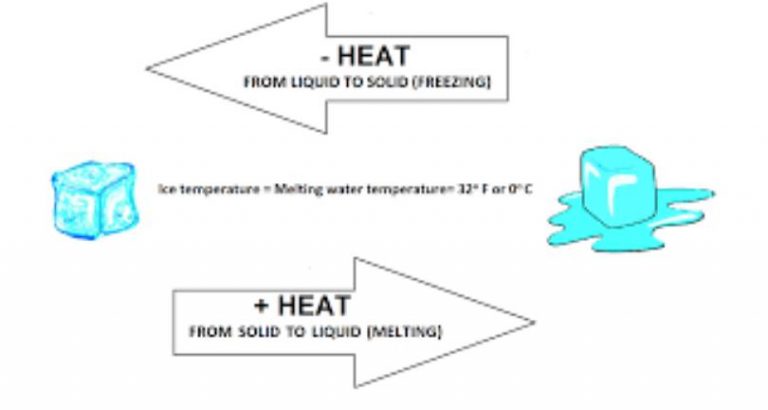 - HEAT
FROM LIQUID TO SOLID (FREEZING)
Ice temperature = Melting water temperature= 32° F or 0° C
+ HEAT
FROM SOLID TO LIQUID (MELTING)